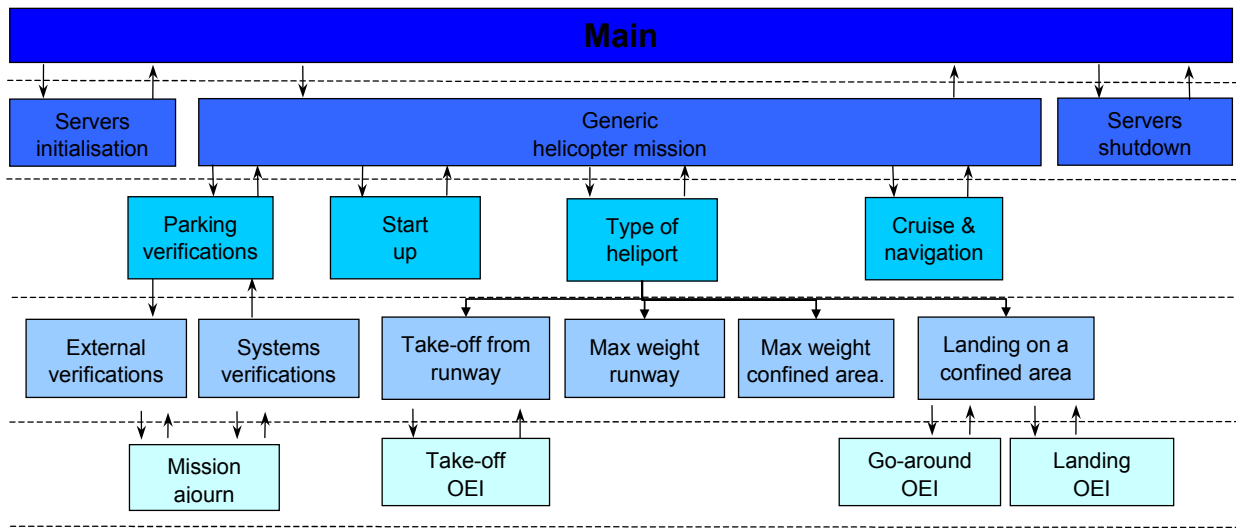 Main
Servers
initialisation
Generic
helicopter mission
Servers
shutdown
Parking
verifications
Start
up
Type of
heliport
Cruise &
navigation
External
verifications
Systems
verifications
Take-off from
runway
Max weight
runway
Max weight
confined area.
Landing on a
confined area
Mission
ajourn
Take-off
OEI
Go-around
OEI
Landing
OEI